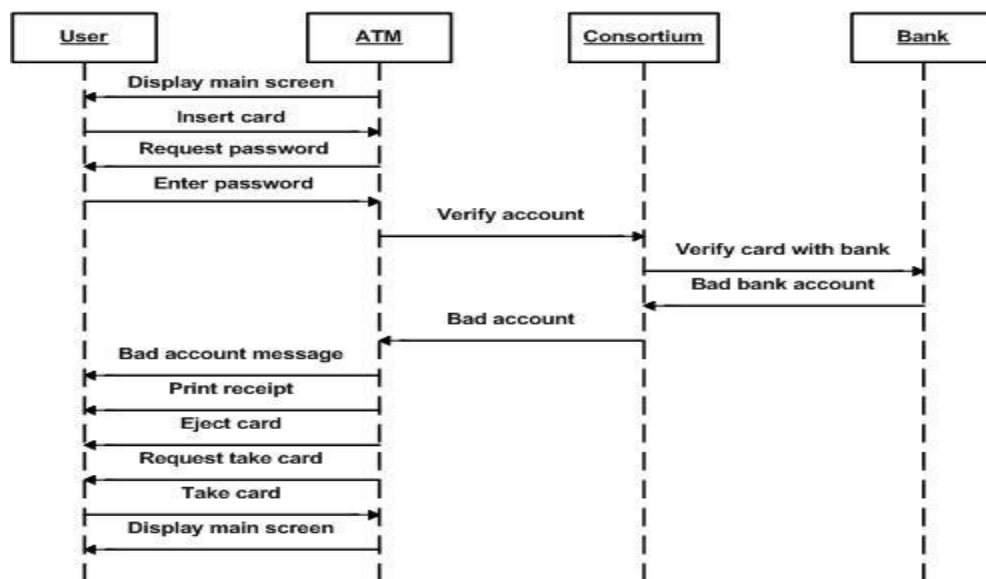 User
ATM
Consortium
Bank
Display main screen
Insert card
Request password
Enter password
Verify account
Verify card with bank
Bad bank account
Bad account
Bad account message
Print receipt
Eject card
Request take card
Take card
Display main screen